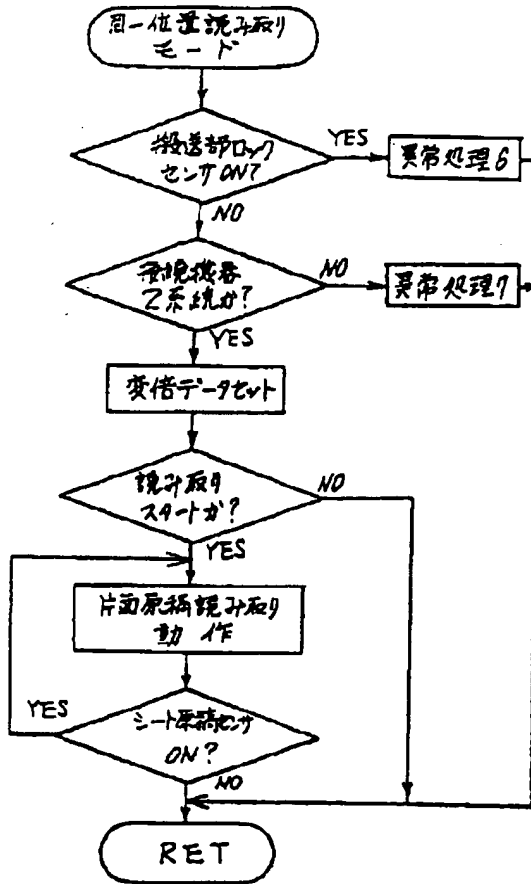 同一位置読み取り
モード
搬送部ロック
センサON?
YES
異常処理6
NO
接続機器
2系統か?
NO
異常処理7
YES
変倍データセット
読み取り
スタートか?
NO
YES
片面原稿読み取り
動作
YES
シート原稿センサ
ON?
NO
RET